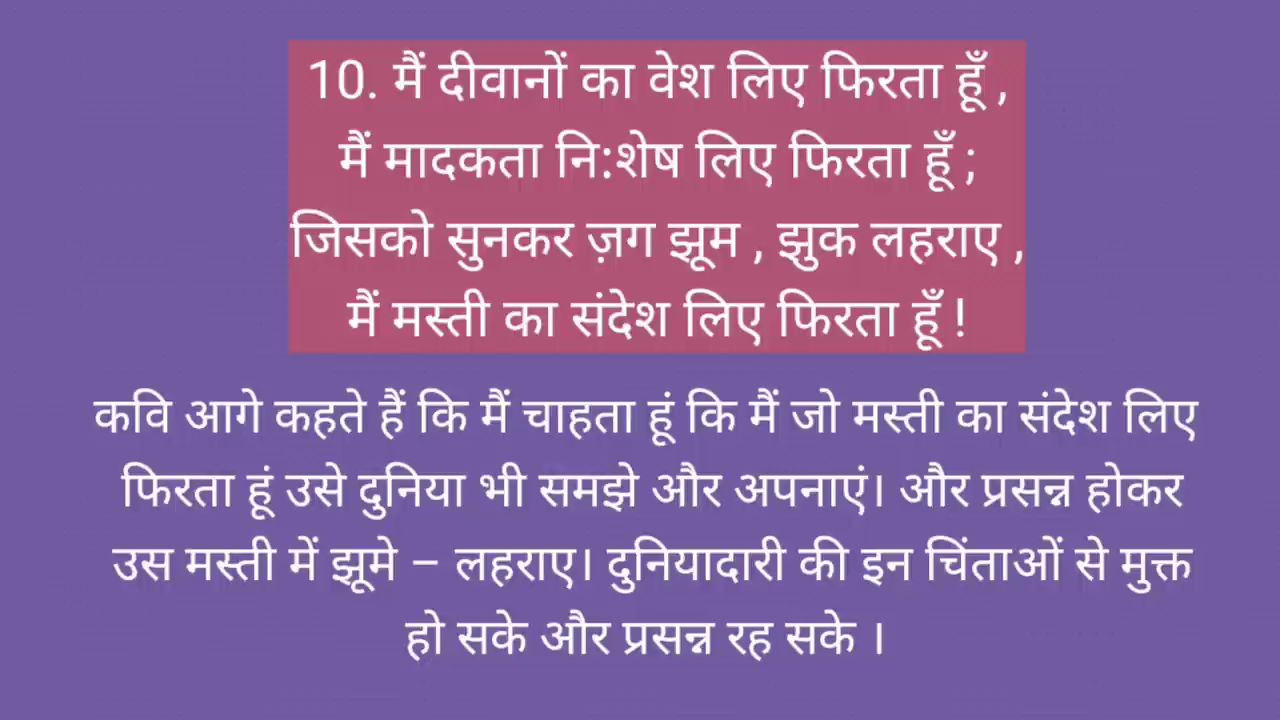 10. मैं दीवानों का वेश लिए फिरता हूँ ,
मैं मादकता नि:शेष लिए फिरता हूँ ;
जिसको सुनकर ज़ग झूम , झुक लहराए ,
मैं मस्ती का संदेश लिए फिरता हूँ !
कवि आगे कहते हैं कि मैं चाहता हूं कि मैं जो मस्ती का संदेश लिए
फिरता हूं उसे दुनिया भी समझे और अपनाएं। और प्रसन्न होकर
उस मस्ती में झूमे – लहराए। दुनियादारी की इन चिंताओं से मुक्त
हो सके और प्रसन्न रह सके ।